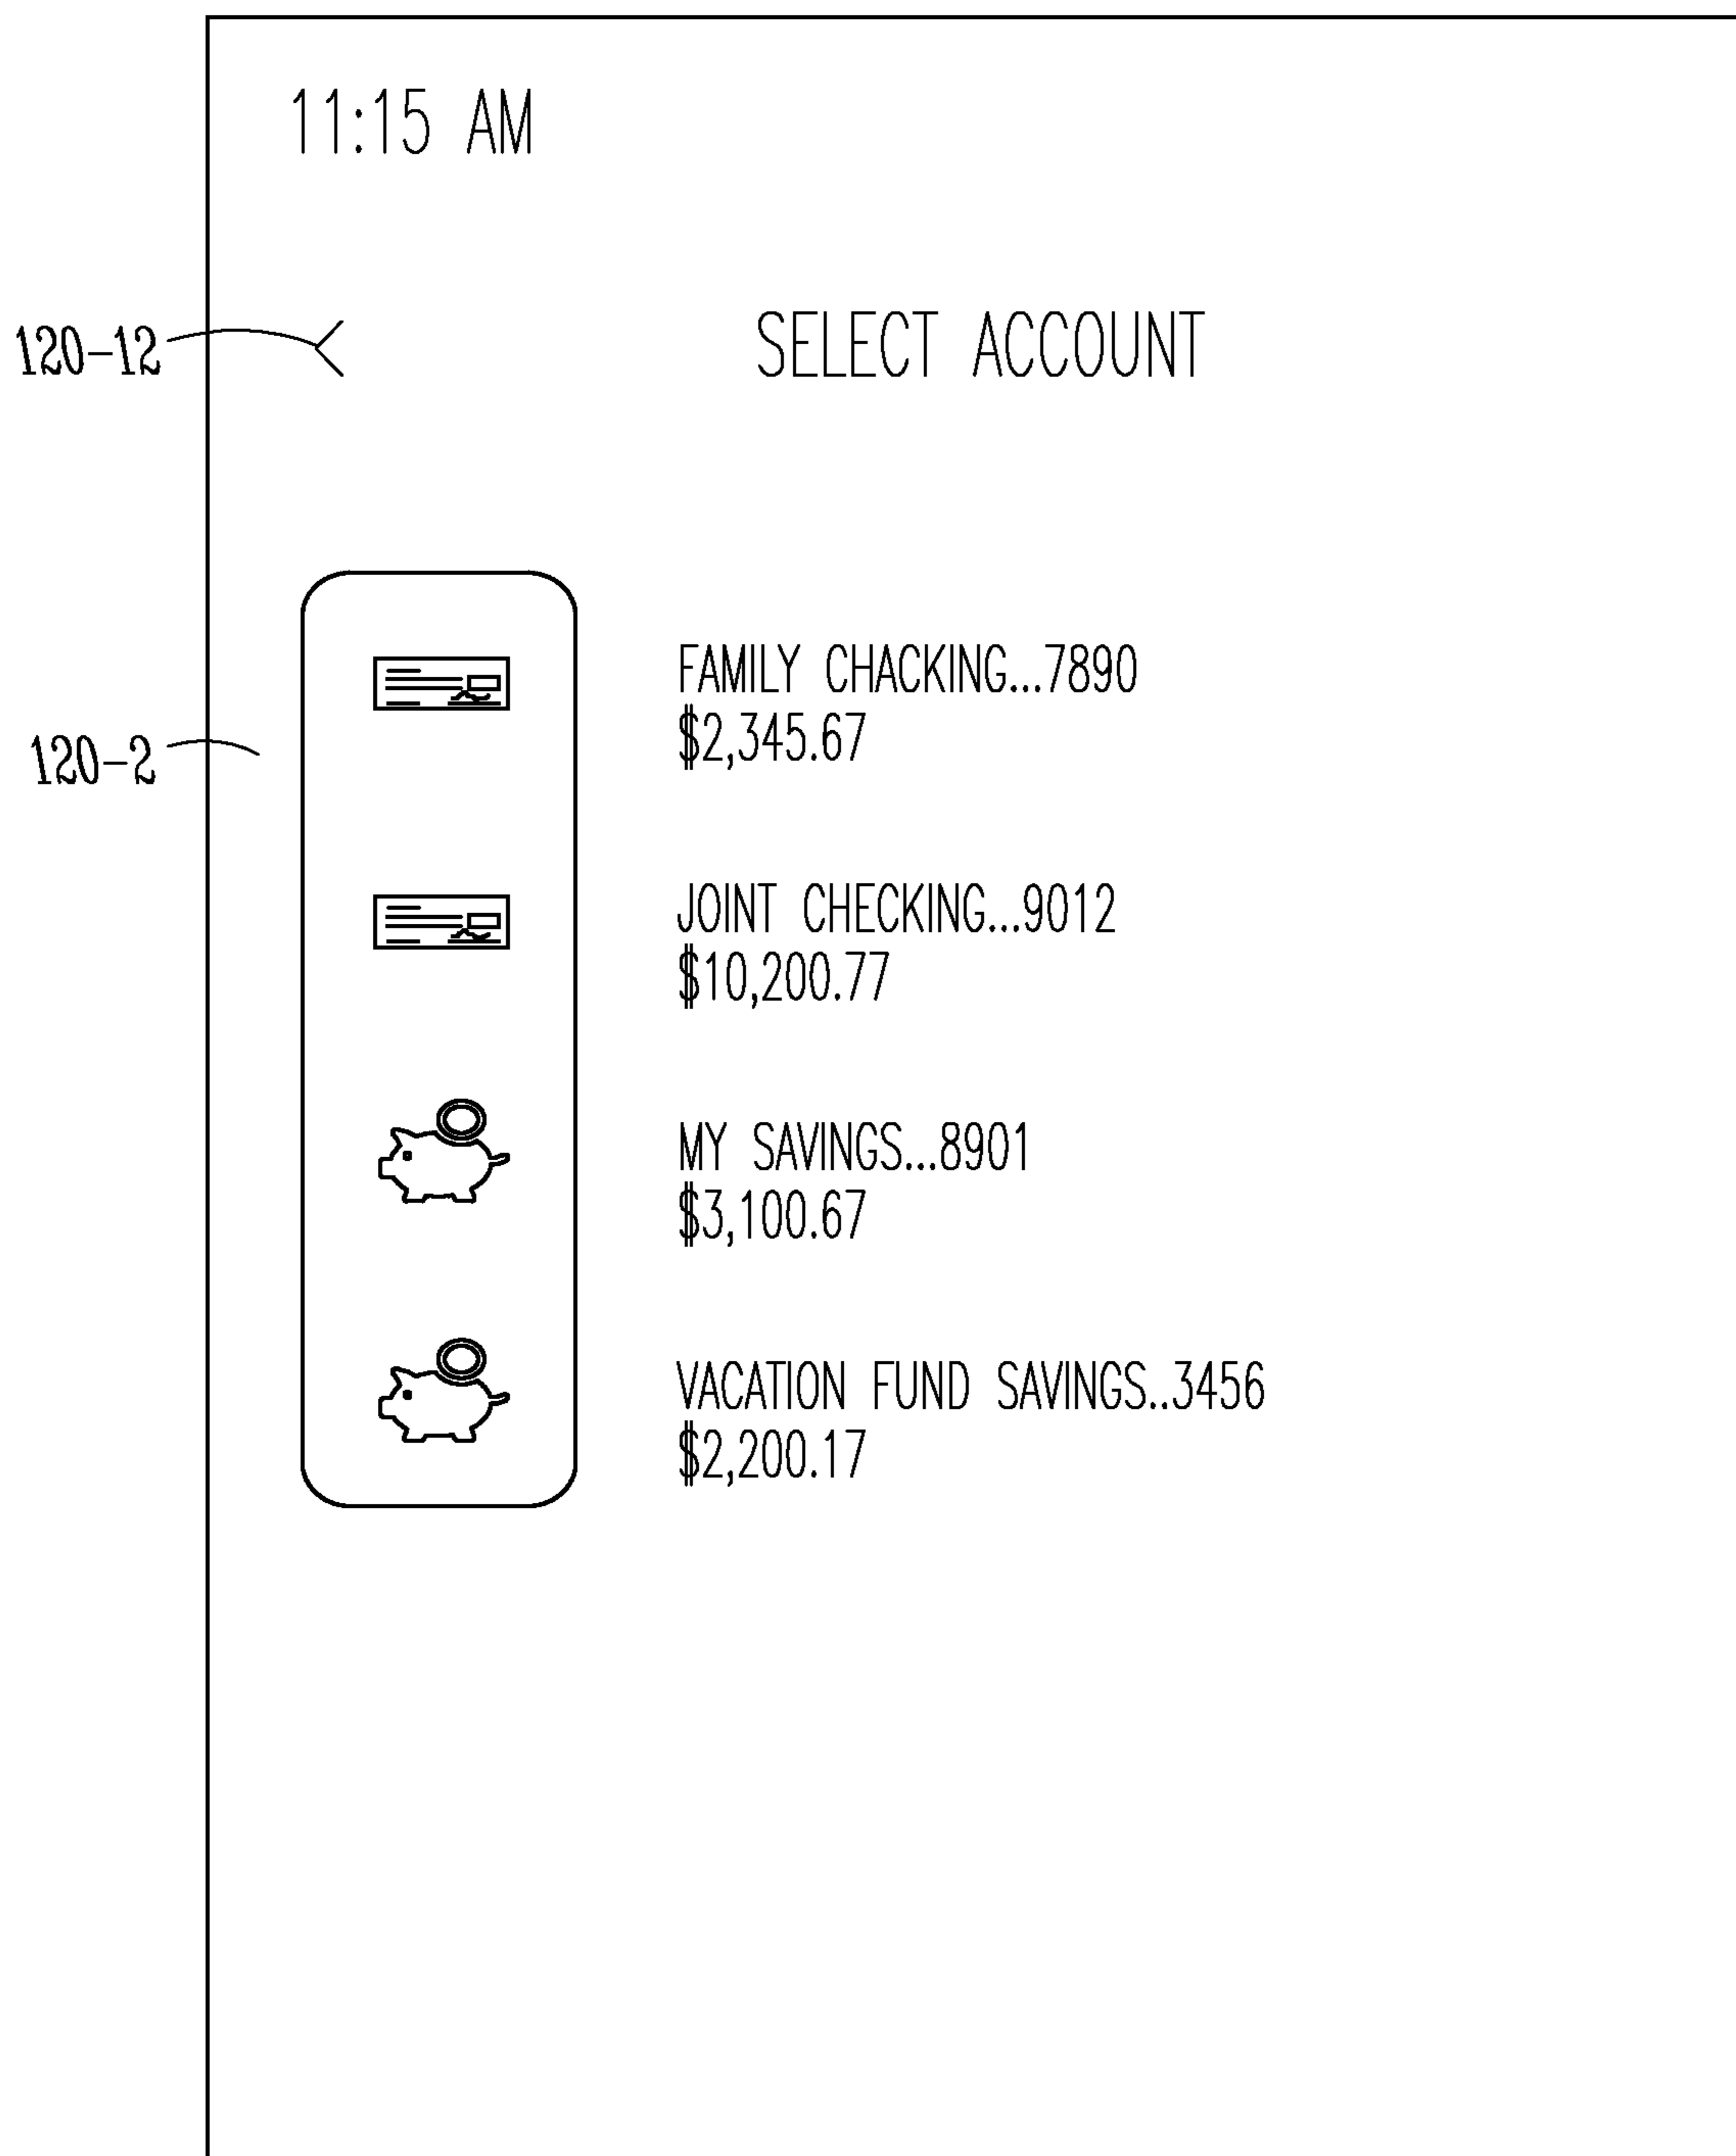 11:15 AM
120-12
SELECT ACCOUNT
FAMILY CHACKING...7890
$2,345.67
120-2
JOINT CHECKING...9012
$10,200.77
MY SAVINGS...8901
$3,100.67
VACATION FUND SAVINGS..3456
$2,200.17